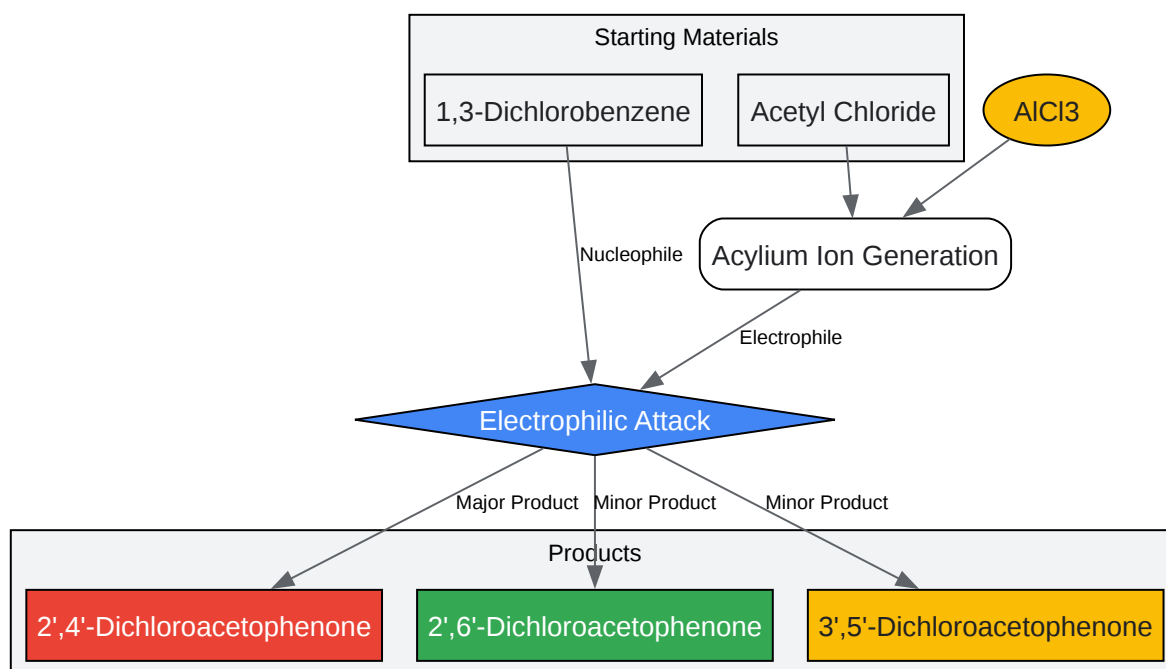 Starting Materials
1,3-Dichlorobenzene
Acetyl Chloride
AlCl3
Nucleophile
Acylium Ion Generation
Electrophile
Electrophilic Attack
Major Product
Minor Product
Minor Product
Products
2',4'-Dichloroacetophenone
2',6'-Dichloroacetophenone
3',5'-Dichloroacetophenone